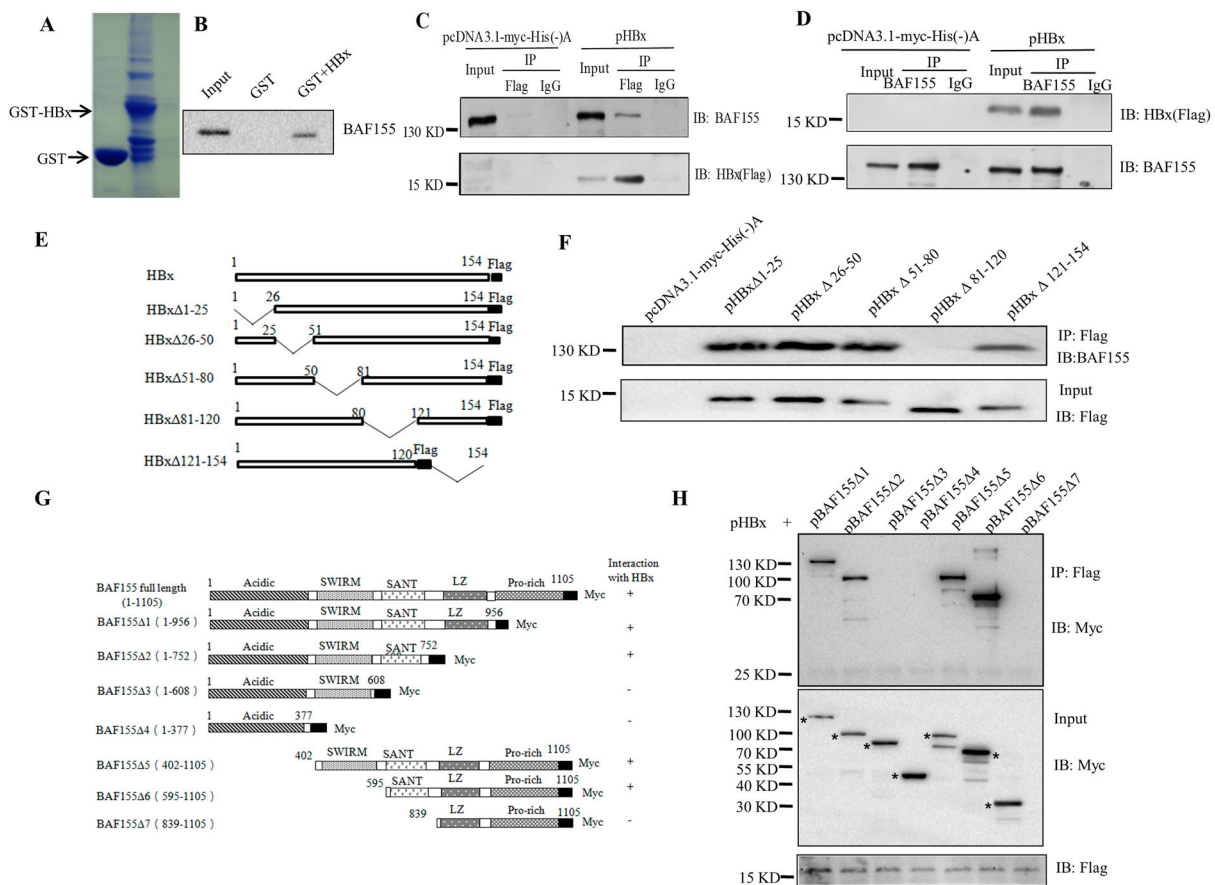 A
GST-HBx
GST
B
Input
GST
GST+HBx
BAF155
C
pcDNA3.1-myc-His(-)A
pHBx
IP
IP
Input
Flag
IgG
Input
Flag
IgG
130 KD
IB: BAF155
15 KD
IB: HBx(Flag)
D
pcDNA3.1-myc-His(-)A
pHBx
IP
IP
Input
BAF155
IgG
Input
BAF155
IgG
15 KD
IB: HBx(Flag)
130 KD
IB: BAF155
E
HBx
1
154
Flag
HBxΔ1-25
1
26
154
Flag
HBxΔ26-50
1
25
51
154
Flag
HBxΔ51-80
1
50
81
154
Flag
HBxΔ81-120
1
80
121
154
Flag
HBxΔ121-154
1
120
Flag
154
F
pcDNA3.1-myc-His(-)A
pHBxΔ1-25
pHBx Δ 26-50
pHBx Δ 51-80
pHBx Δ 81-120
pHBx Δ 121-154
130 KD
IP: Flag
IB:BAF155
15 KD
Input
IB: Flag
G
Interaction
with HBx
BAF155 full length
(1-1105)
1
Acidic
SWIRM
SANT
LZ
Pro-rich
1105
Myc
+
BAF155Δ1 (1-956)
1
Acidic
SWIRM
SANT
LZ
956
Myc
+
BAF155Δ2 (1-752)
1
Acidic
SWIRM
SANT
752
Myc
+
BAF155Δ3 (1-608)
1
Acidic
SWIRM
608
Myc
-
BAF155Δ4 (1-377)
1
Acidic
377
Myc
-
BAF155Δ5 (402-1105)
402
SWIRM
SANT
LZ
Pro-rich
1105
Myc
+
BAF155Δ6 (595-1105)
595
SANT
LZ
Pro-rich
1105
Myc
+
BAF155Δ7 (839-1105)
839
LZ
Pro-rich
1105
Myc
-
H
pHBx +
pBAF155Δ1
pBAF155Δ2
pBAF155Δ3
pBAF155Δ4
pBAF155Δ5
pBAF155Δ6
pBAF155Δ7
130 KD
100 KD
70 KD
25 KD
IP: Flag
IB: Myc
130 KD
100 KD
70 KD
55 KD
40 KD
30 KD
* * * * * * *
Input
IB: Myc
15 KD
IB: Flag